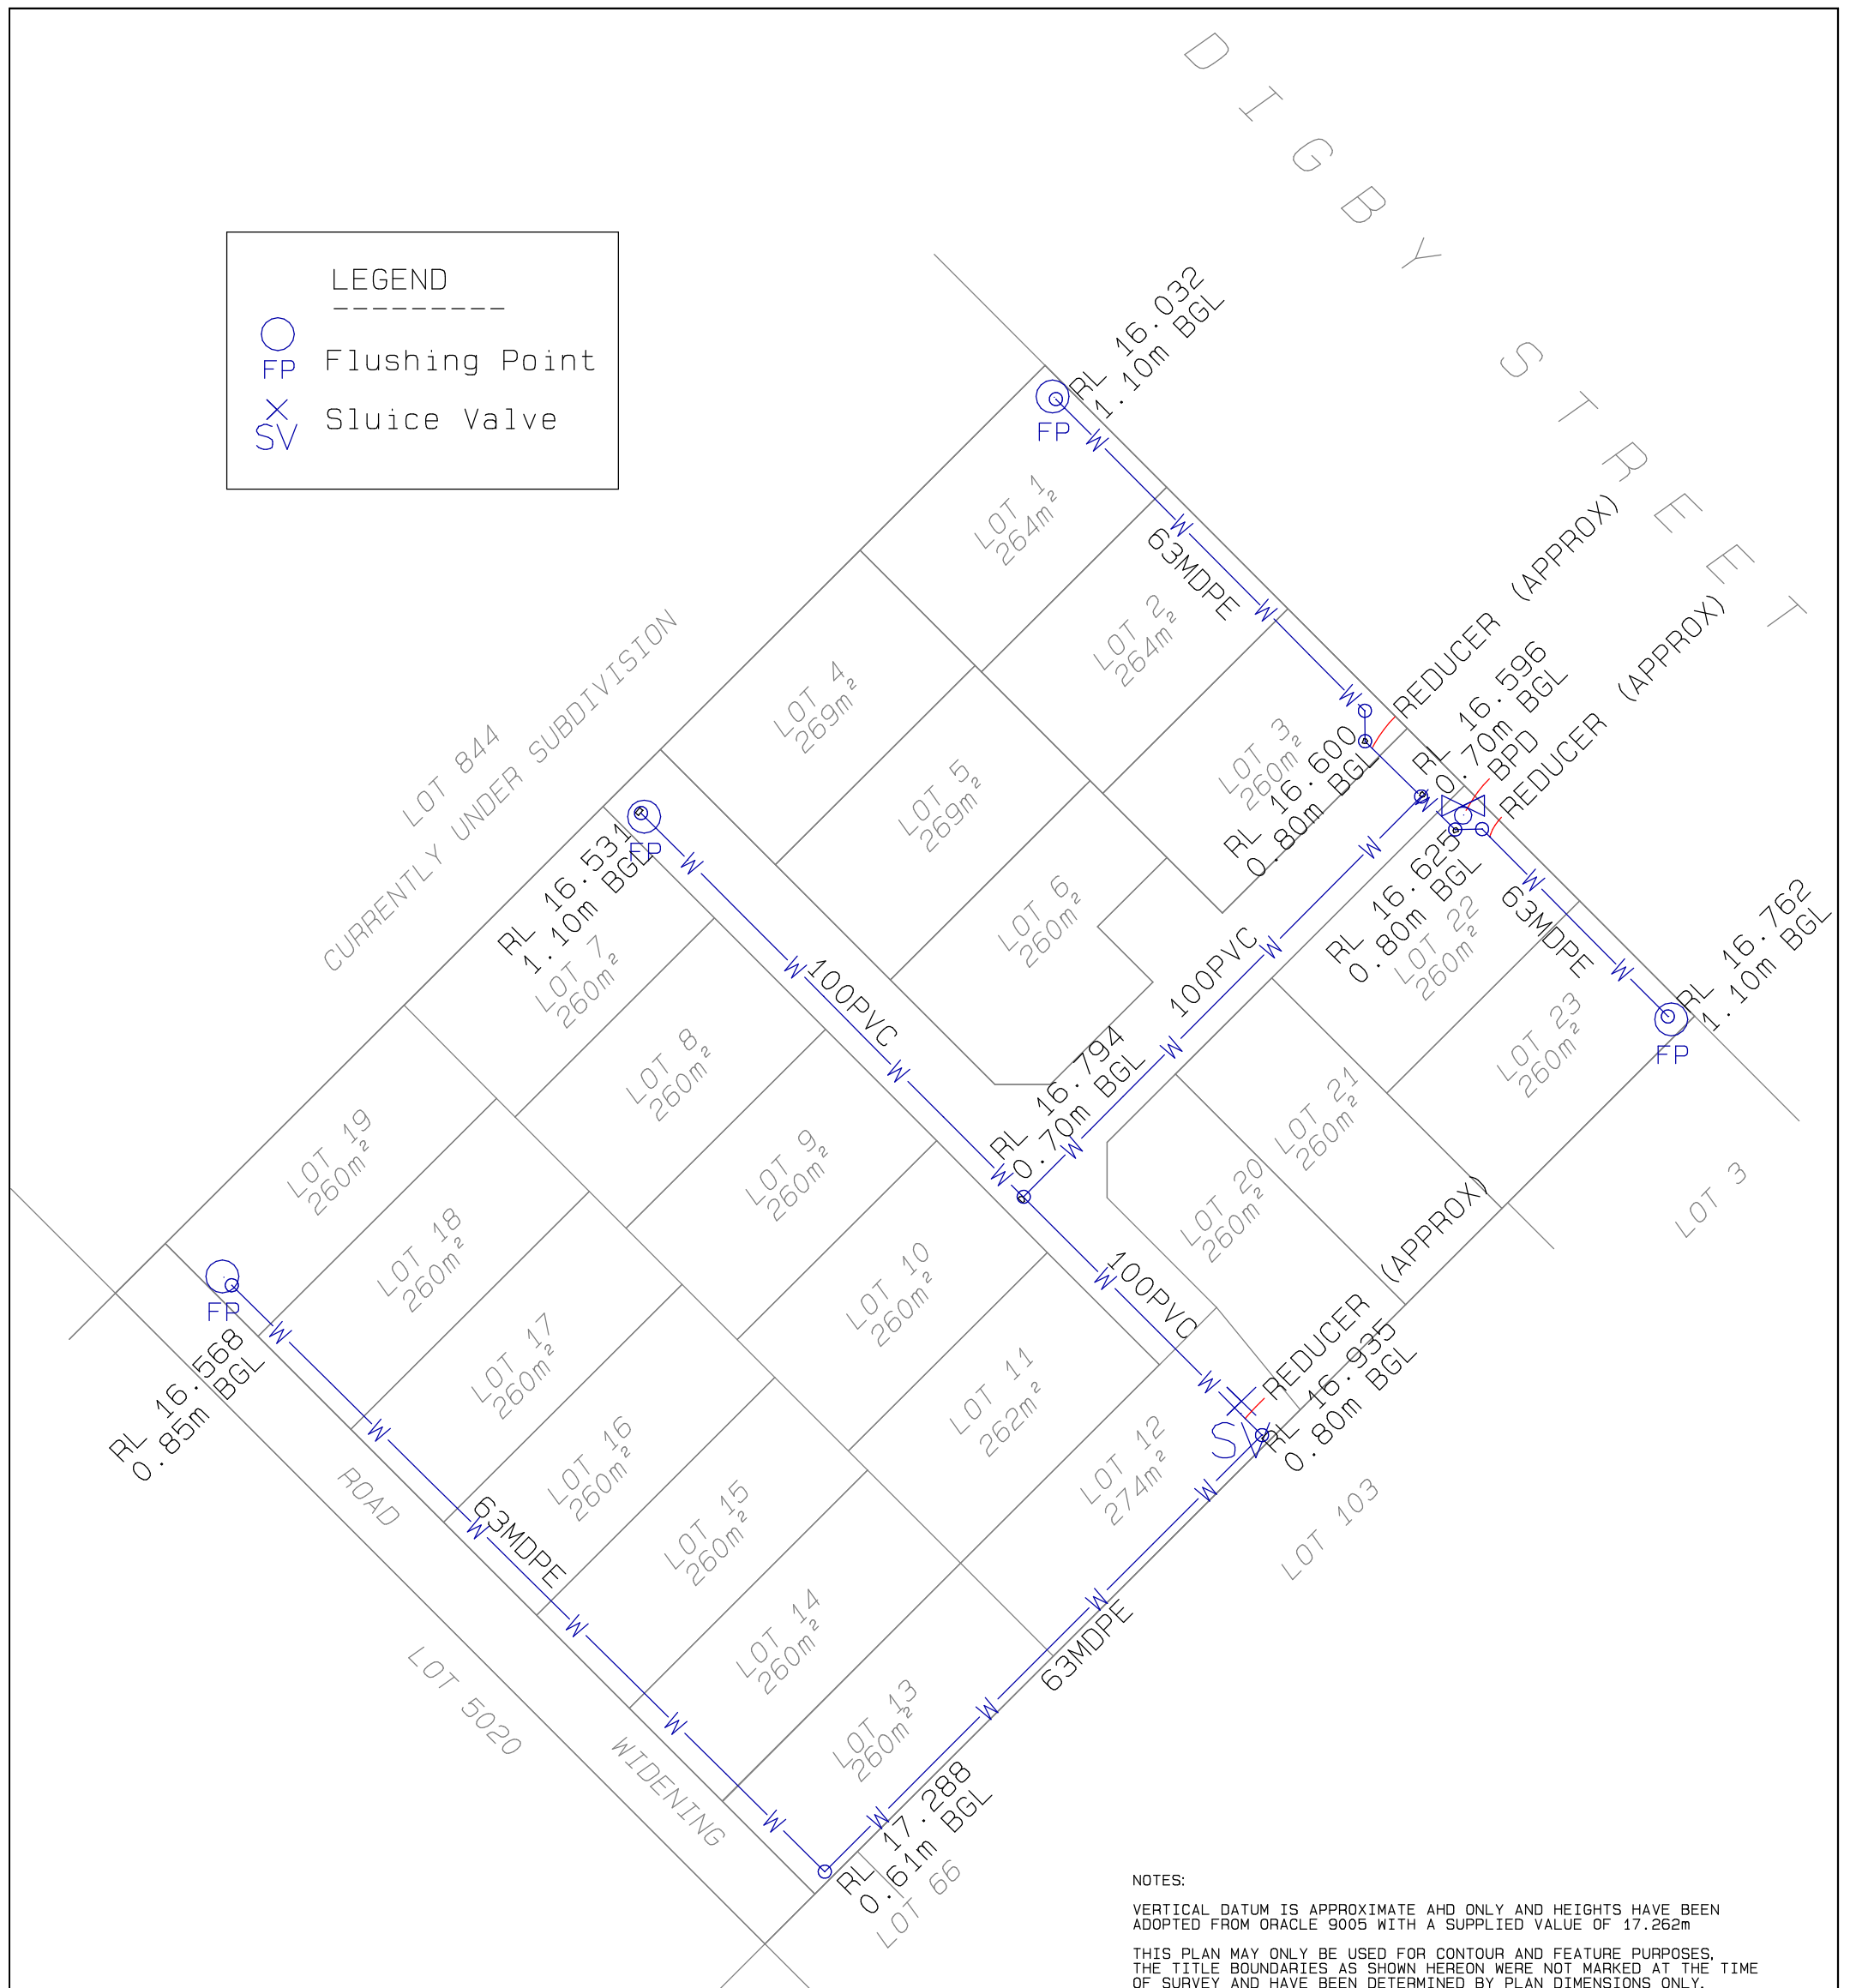 DIGBY STREET
LEGEND
FP Flushing Point
SV Sluice Valve
RL 16.032
1.10m BGL
FP
LOT 1
264m²
63MDPE
LOT 2
264m²
REDUCER (APPROX)
LOT 844
CURRENTLY UNDER SUBDIVISION
LOT 4
269m²
LOT 3
260m²
RL 16.600
0.80m BGL
RL 16.596
0.70m BGL
BPD
REDUCER (APPROX)
LOT 5
269m²
RL 16.531
1.10m BGL
FP
LOT 6
260m²
RL 16.625
0.80m BGL
LOT 22
260m²
63MDPE
RL 16.762
1.10m BGL
FP
LOT 7
260m²
100PVC
100PVC
LOT 23
260m²
LOT 8
260m²
RL 16.794
0.70m BGL
LOT 21
260m²
LOT 19
260m²
LOT 9
260m²
LOT 20
260m²
LOT 3
LOT 18
260m²
LOT 10
260m²
100PVC
REDUCER (APPROX)
FP
RL 16.568
0.85m BGL
LOT 17
260m²
LOT 11
262m²
SV
RL 16.935
0.80m BGL
LOT 16
260m²
LOT 12
274m²
ROAD WIDENING
63MDPE
LOT 15
260m²
LOT 103
LOT 14
260m²
63MDPE
LOT 5020
LOT 13
260m²
RL 17.288
0.61m BGL
LOT 66
NOTES:
VERTICAL DATUM IS APPROXIMATE AHD ONLY AND HEIGHTS HAVE BEEN
ADOPTED FROM ORACLE 9005 WITH A SUPPLIED VALUE OF 17.262m
THIS PLAN MAY ONLY BE USED FOR CONTOUR AND FEATURE PURPOSES,
THE TITLE BOUNDARIES AS SHOWN HEREON WERE NOT MARKED AT THE TIME
OF SURVEY AND HAVE BEEN DETERMINED BY PLAN DIMENSIONS ONLY.